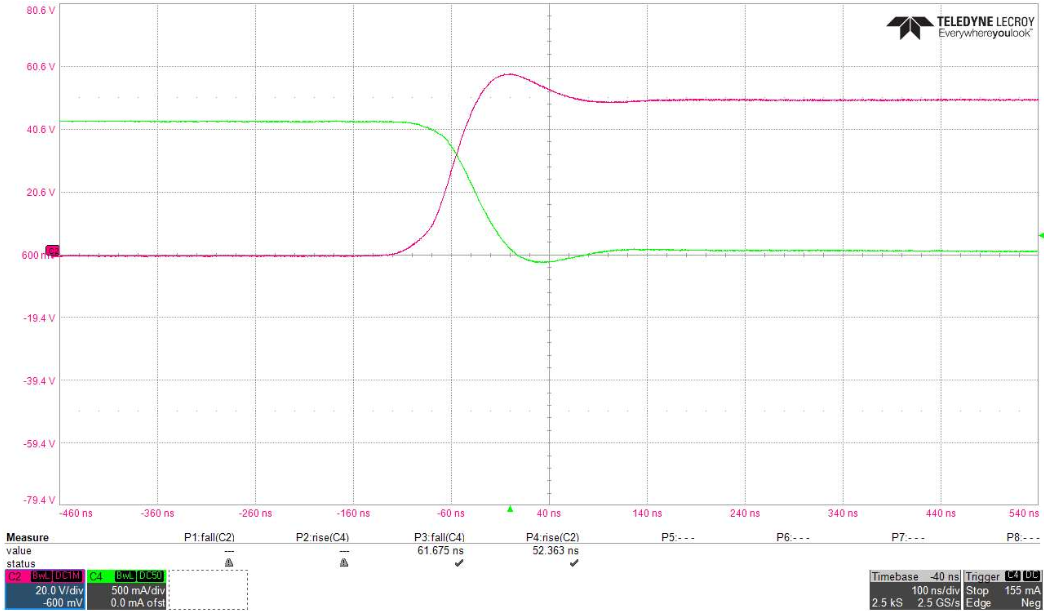 80.6 V
TELEDYNE LECROY
Everywhereyoulook™
60.6 V
40.6 V
20.6 V
-19.4 V
-39.4 V
-59.4 V
-79.4 V
-460 ns -360 ns -260 ns -160 ns -60 ns 40 ns 140 ns 240 ns 340 ns 440 ns 540 ns
Measure P1:fall(C2) P2:rise(C4) P3:fall(C4) P4:rise(C2) P5:- - - P6:- - - P7:- - - P8:- - -
value --- --- 61.675 ns 52.363 ns
status
C2 BwL DC1M C4 BwL DC50 Timebase -40 ns Trigger C4 DC
20.0 V/div 500 mA/div 100 ns/div Stop 155 mA
-600 mV 0.0 mA ofst 2.5 kS 2.5 GS/s Edge Neg